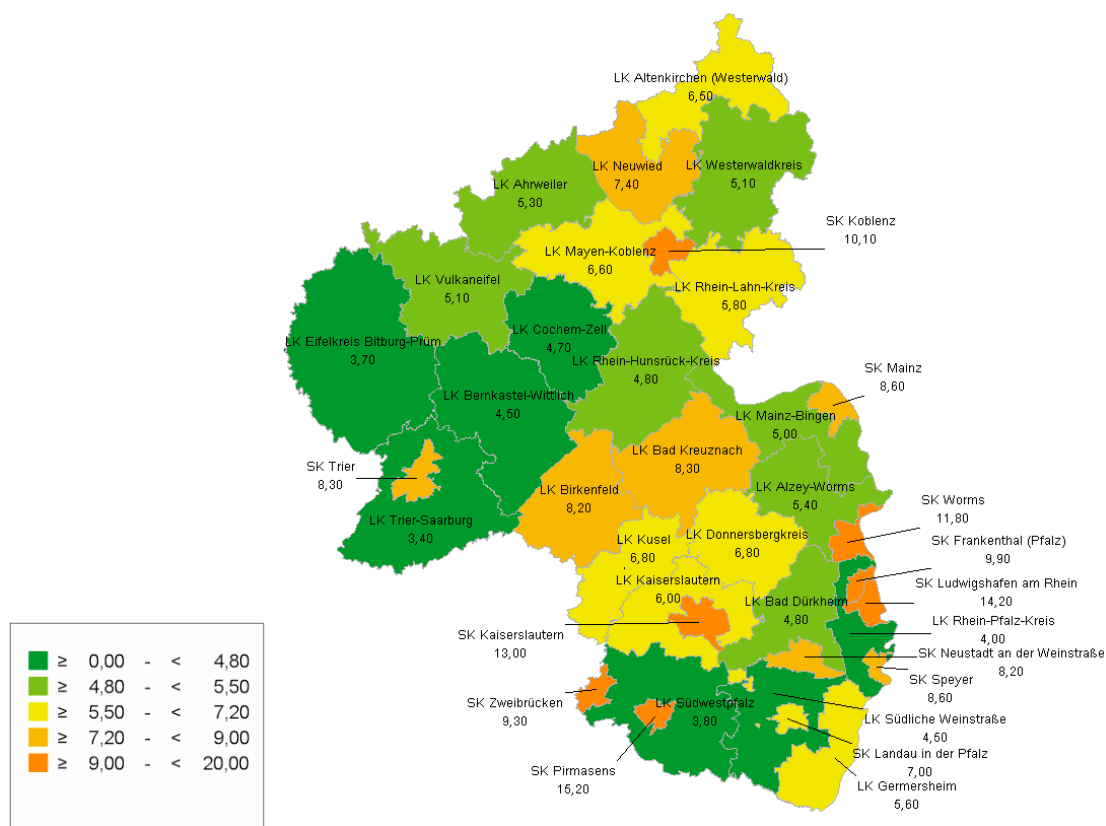 LK Altenkirchen (Westerwald)
6,50
LK Neuwied
7,40
LK Westerwaldkreis
5,10
LK Ahrweiler
5,30
SK Koblenz
10,10
LK Mayen-Koblenz
6,60
LK Vulkaneifel
5,10
LK Rhein-Lahn-Kreis
5,80
LK Cochem-Zell
4,70
LK Eifelkreis Bitburg-Prüm
3,70
LK Rhein-Hunsrück-Kreis
4,80
SK Mainz
8,60
LK Bernkastel-Wittlich
4,50
LK Mainz-Bingen
5,00
LK Bad Kreuznach
8,30
SK Trier
8,30
LK Birkenfeld
8,20
LK Alzey-Worms
5,40
SK Worms
11,80
LK Trier-Saarburg
3,40
LK Kusel
6,80
LK Donnersbergkreis
6,80
SK Frankenthal (Pfalz)
9,90
LK Kaiserslautern
6,00
SK Ludwigshafen am Rhein
14,20
LK Bad Dürkheim
4,80
LK Rhein-Pfalz-Kreis
4,00
SK Kaiserslautern
13,00
SK Neustadt an der Weinstraße
8,20
SK Speyer
8,60
SK Zweibrücken
9,30
LK Südwestpfalz
3,80
LK Südliche Weinstraße
4,50
SK Landau in der Pfalz
7,00
SK Pirmasens
15,20
LK Germersheim
5,60
≥ 0,00 - < 4,80
≥ 4,80 - < 5,50
≥ 5,50 - < 7,20
≥ 7,20 - < 9,00
≥ 9,00 - < 20,00